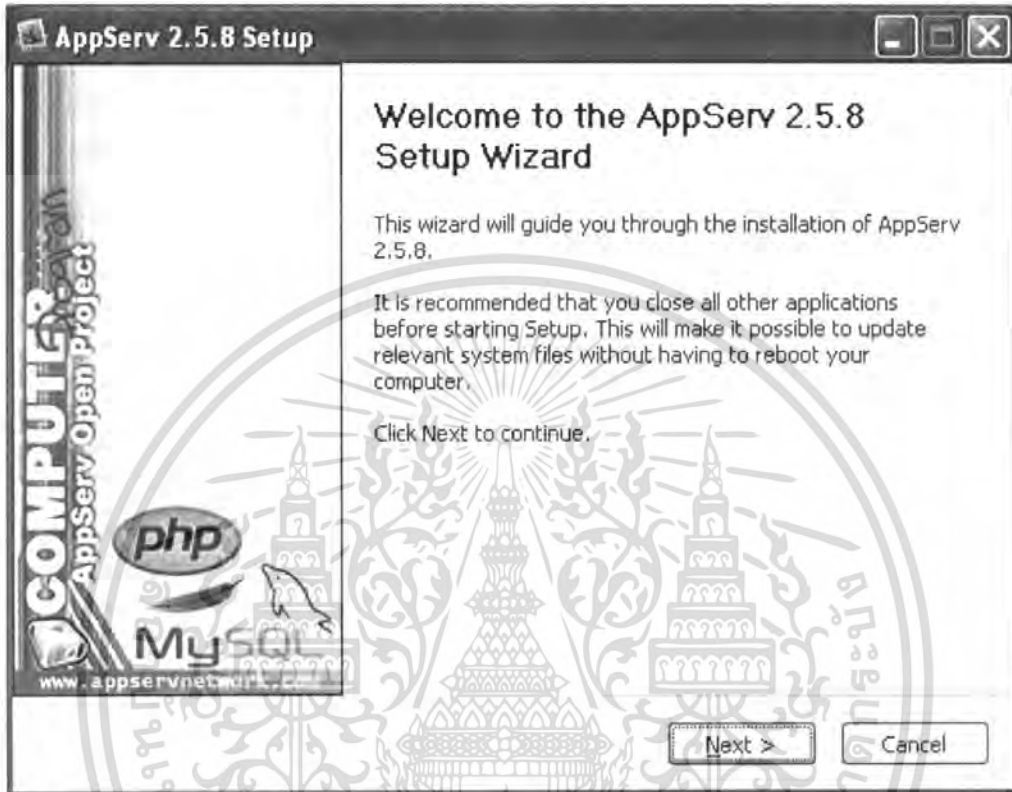 AppServ 2.5.8 Setup
COMPUTER
Program
AppServ Open Project
php
MySQL
www.appservnetwork.com
Welcome to the AppServ 2.5.8
Setup Wizard
This wizard will guide you through the installation of AppServ
2.5.8.
It is recommended that you close all other applications
before starting Setup. This will make it possible to update
relevant system files without having to reboot your
computer.
Click Next to continue.
Next >
Cancel